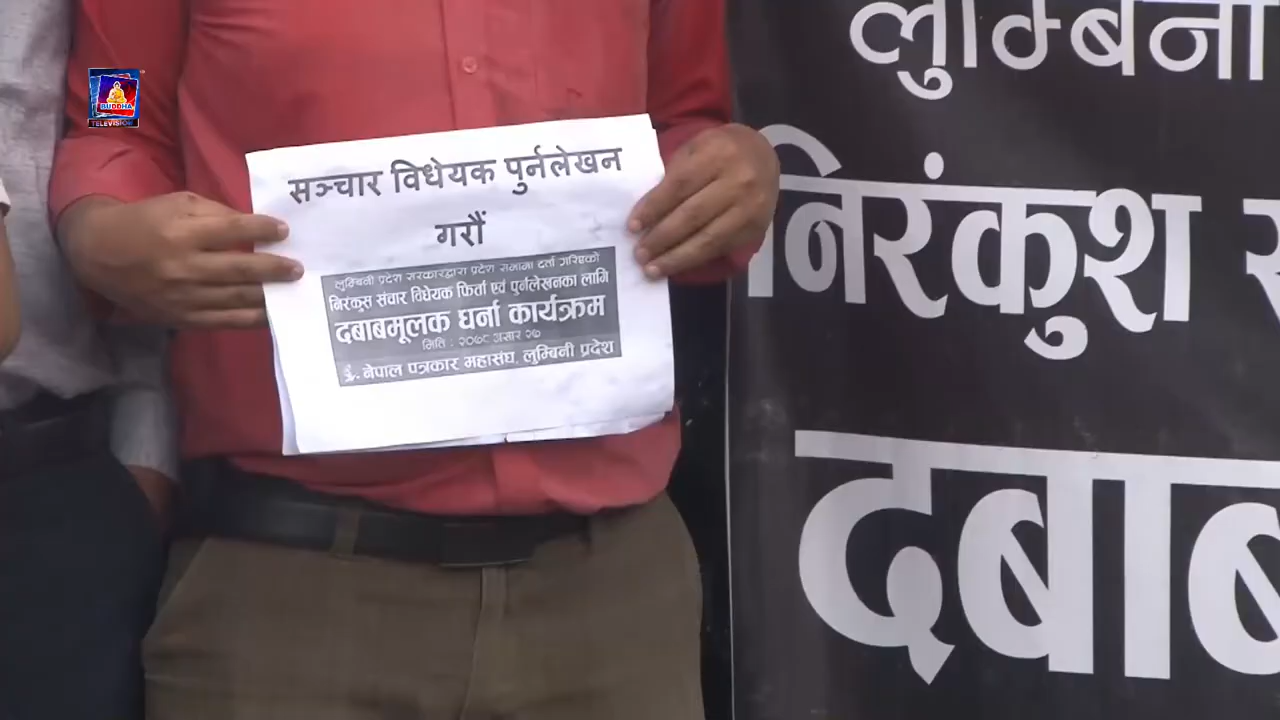 BUDDHA
TELEVISION
सञ्चार विधेयक पुर्नलेखन
गरौं
लुम्बिनी प्रदेश सरकारद्वारा प्रदेश सभामा दर्ता गरिएको
निरंकुस संचार विधेयक फिर्ता एवं पुर्नलेखनका लागि
दबाबमूलक धर्ना कार्यक्रम
मिति : २०७८ असार २७
नेपाल पत्रकार महासंघ, लुम्बिनी प्रदेश
लुम्बिनी
निरंकुश
दबाब